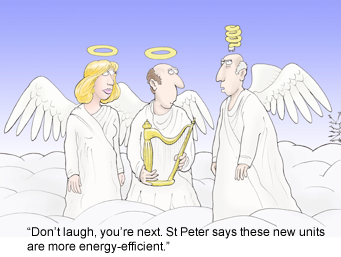 “Don't laugh, you're next. St Peter says these new units
are more energy-efficient.”